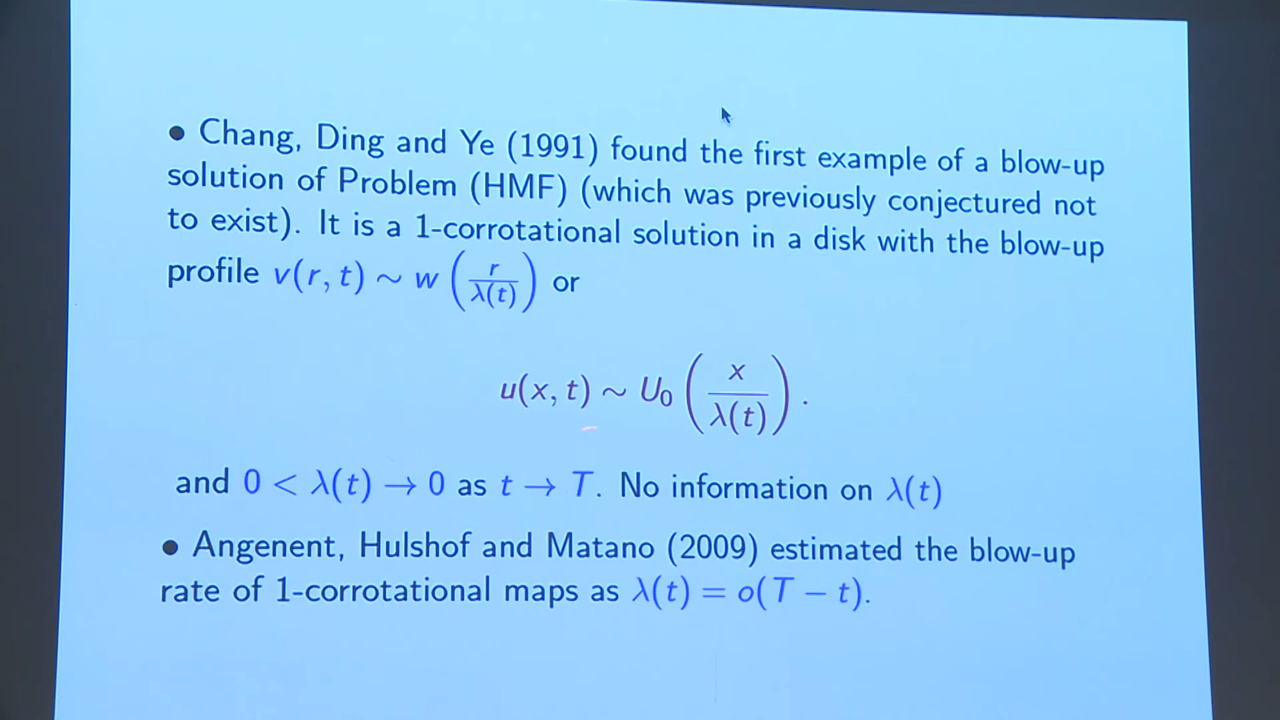 • Chang, Ding and Ye (1991) found the first example of a blow-up
solution of Problem (HMF) (which was previously conjectured not
to exist). It is a 1-corrotational solution in a disk with the blow-up
profile v(r, t) ∼ w (r/λ(t)) or
u(x, t) ∼ U₀ (x/λ(t)).
and 0 < λ(t) → 0 as t → T. No information on λ(t)
• Angenent, Hulshof and Matano (2009) estimated the blow-up
rate of 1-corrotational maps as λ(t) = o(T − t).